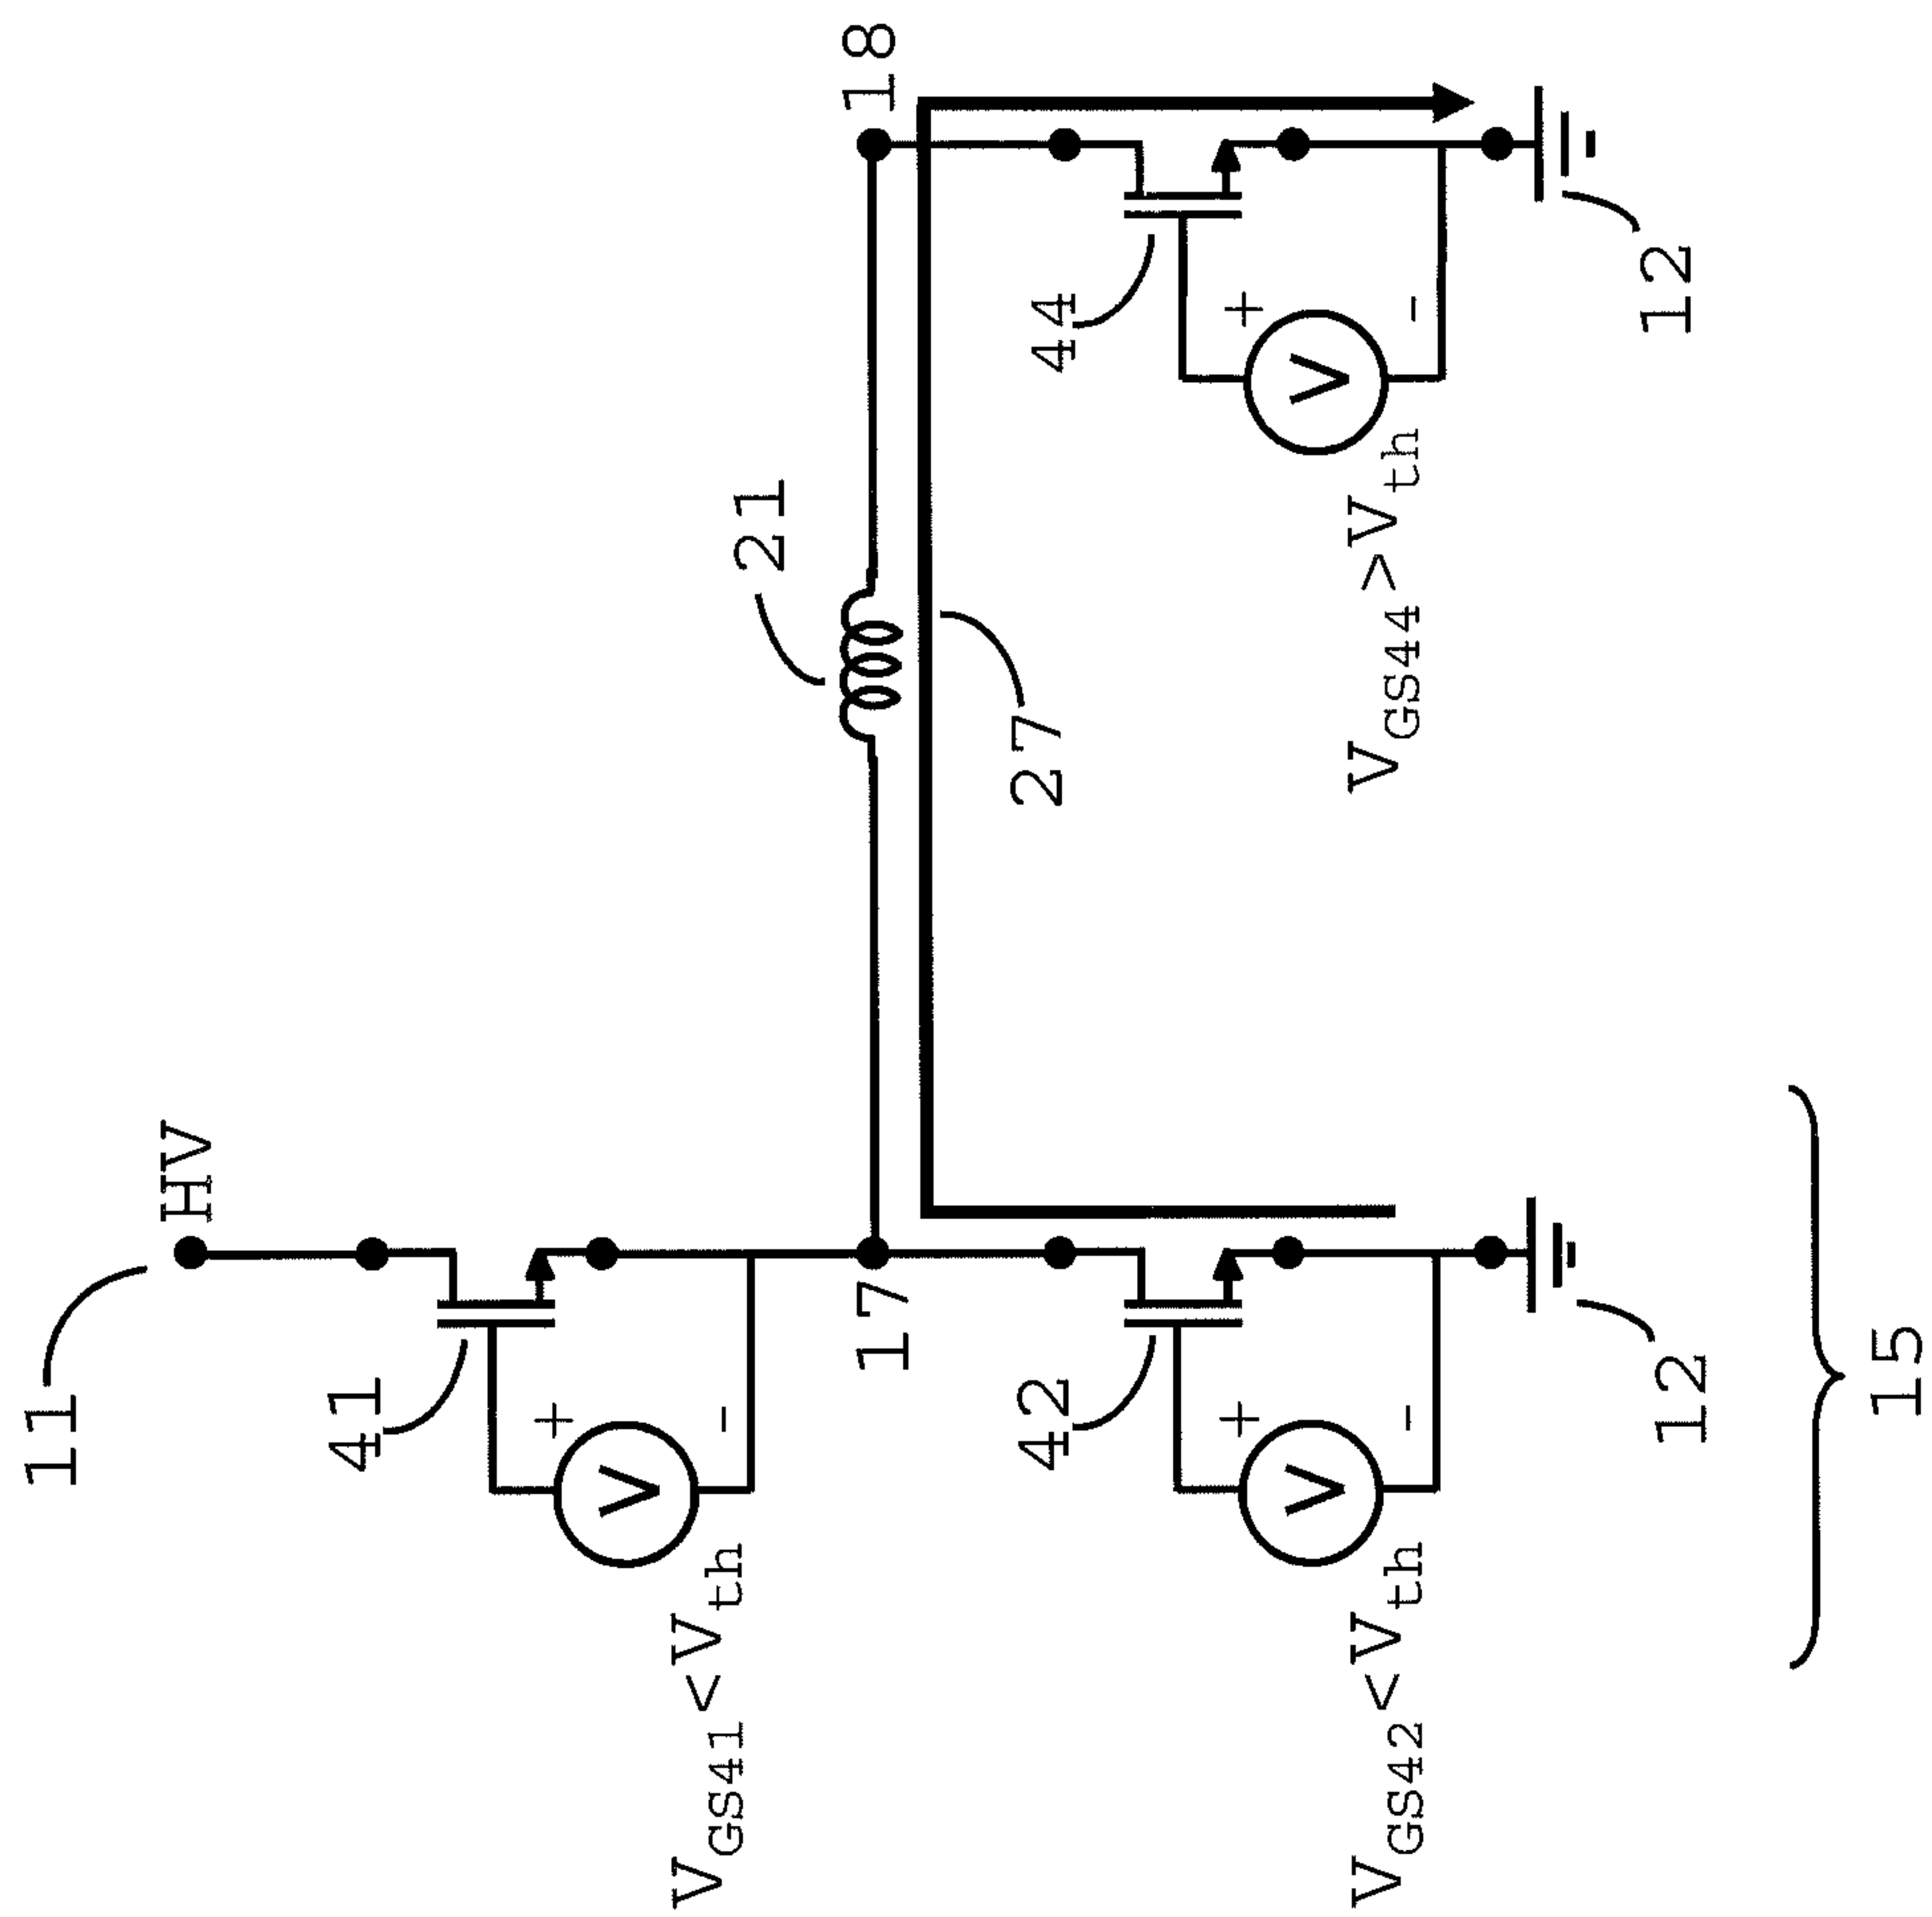 11
HV
41
+
V
-
V_GS41<V_th
17
21
18
27
42
+
V
-
V_GS42<V_th
12
44
+
V
-
V_GS44>V_th
12
15